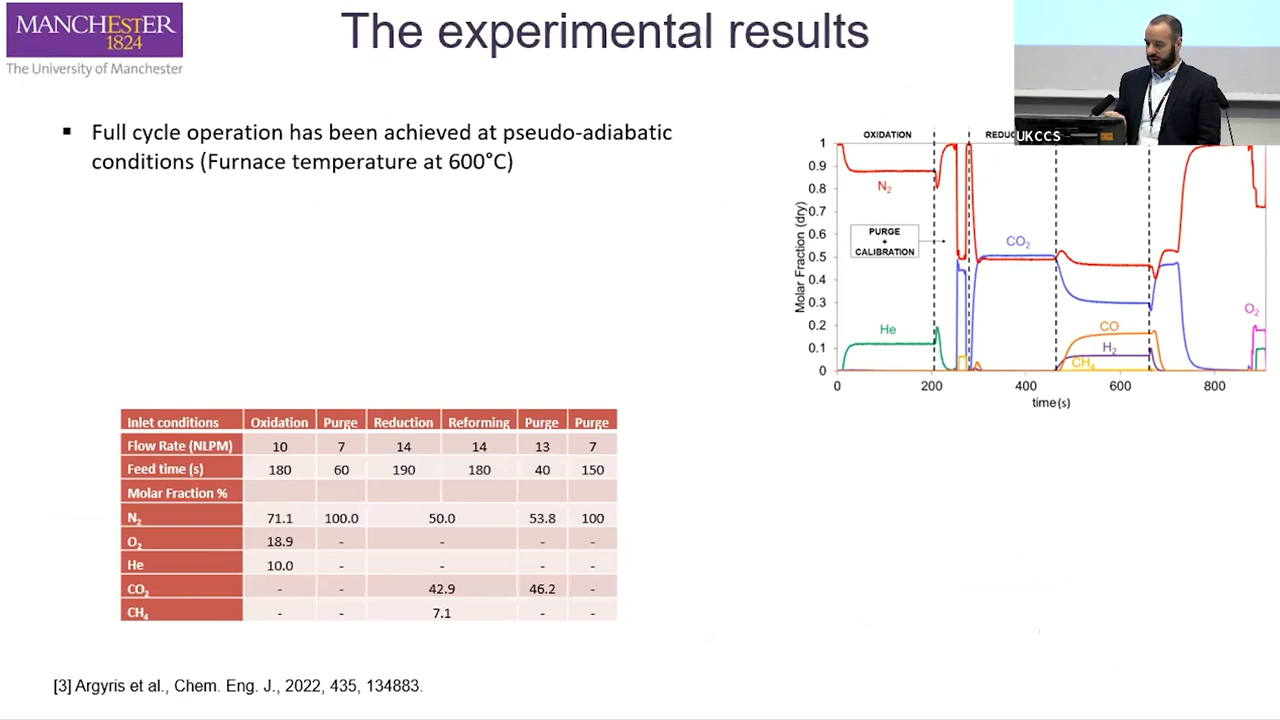 MANCHESTER
1824
The University of Manchester
The experimental results
▪ Full cycle operation has been achieved at pseudo-adiabatic
conditions (Furnace temperature at 600°C)
UKCCS
OXIDATION
1
0.9
0.8
0.7
0.6
0.5
0.4
0.3
0.2
0.1
0
Molar Fraction (dry)
N₂
PURGE
+
CALIBRATION
CO₂
He
CO
H₂
CH₄
O₂
0 200 400 600 800
time (s)
Inlet conditions Oxidation Purge Reduction Reforming Purge Purge
Flow Rate (NLPM) 10 7 14 14 13 7
Feed time (s) 180 60 190 180 40 150
Molar Fraction %
N₂ 71.1 100.0 50.0 53.8 100
O₂ 18.9 - - - -
He 10.0 - - - -
CO₂ - - 42.9 46.2 -
CH₄ - - 7.1 - -
[3] Argyris et al., Chem. Eng. J., 2022, 435, 134883.